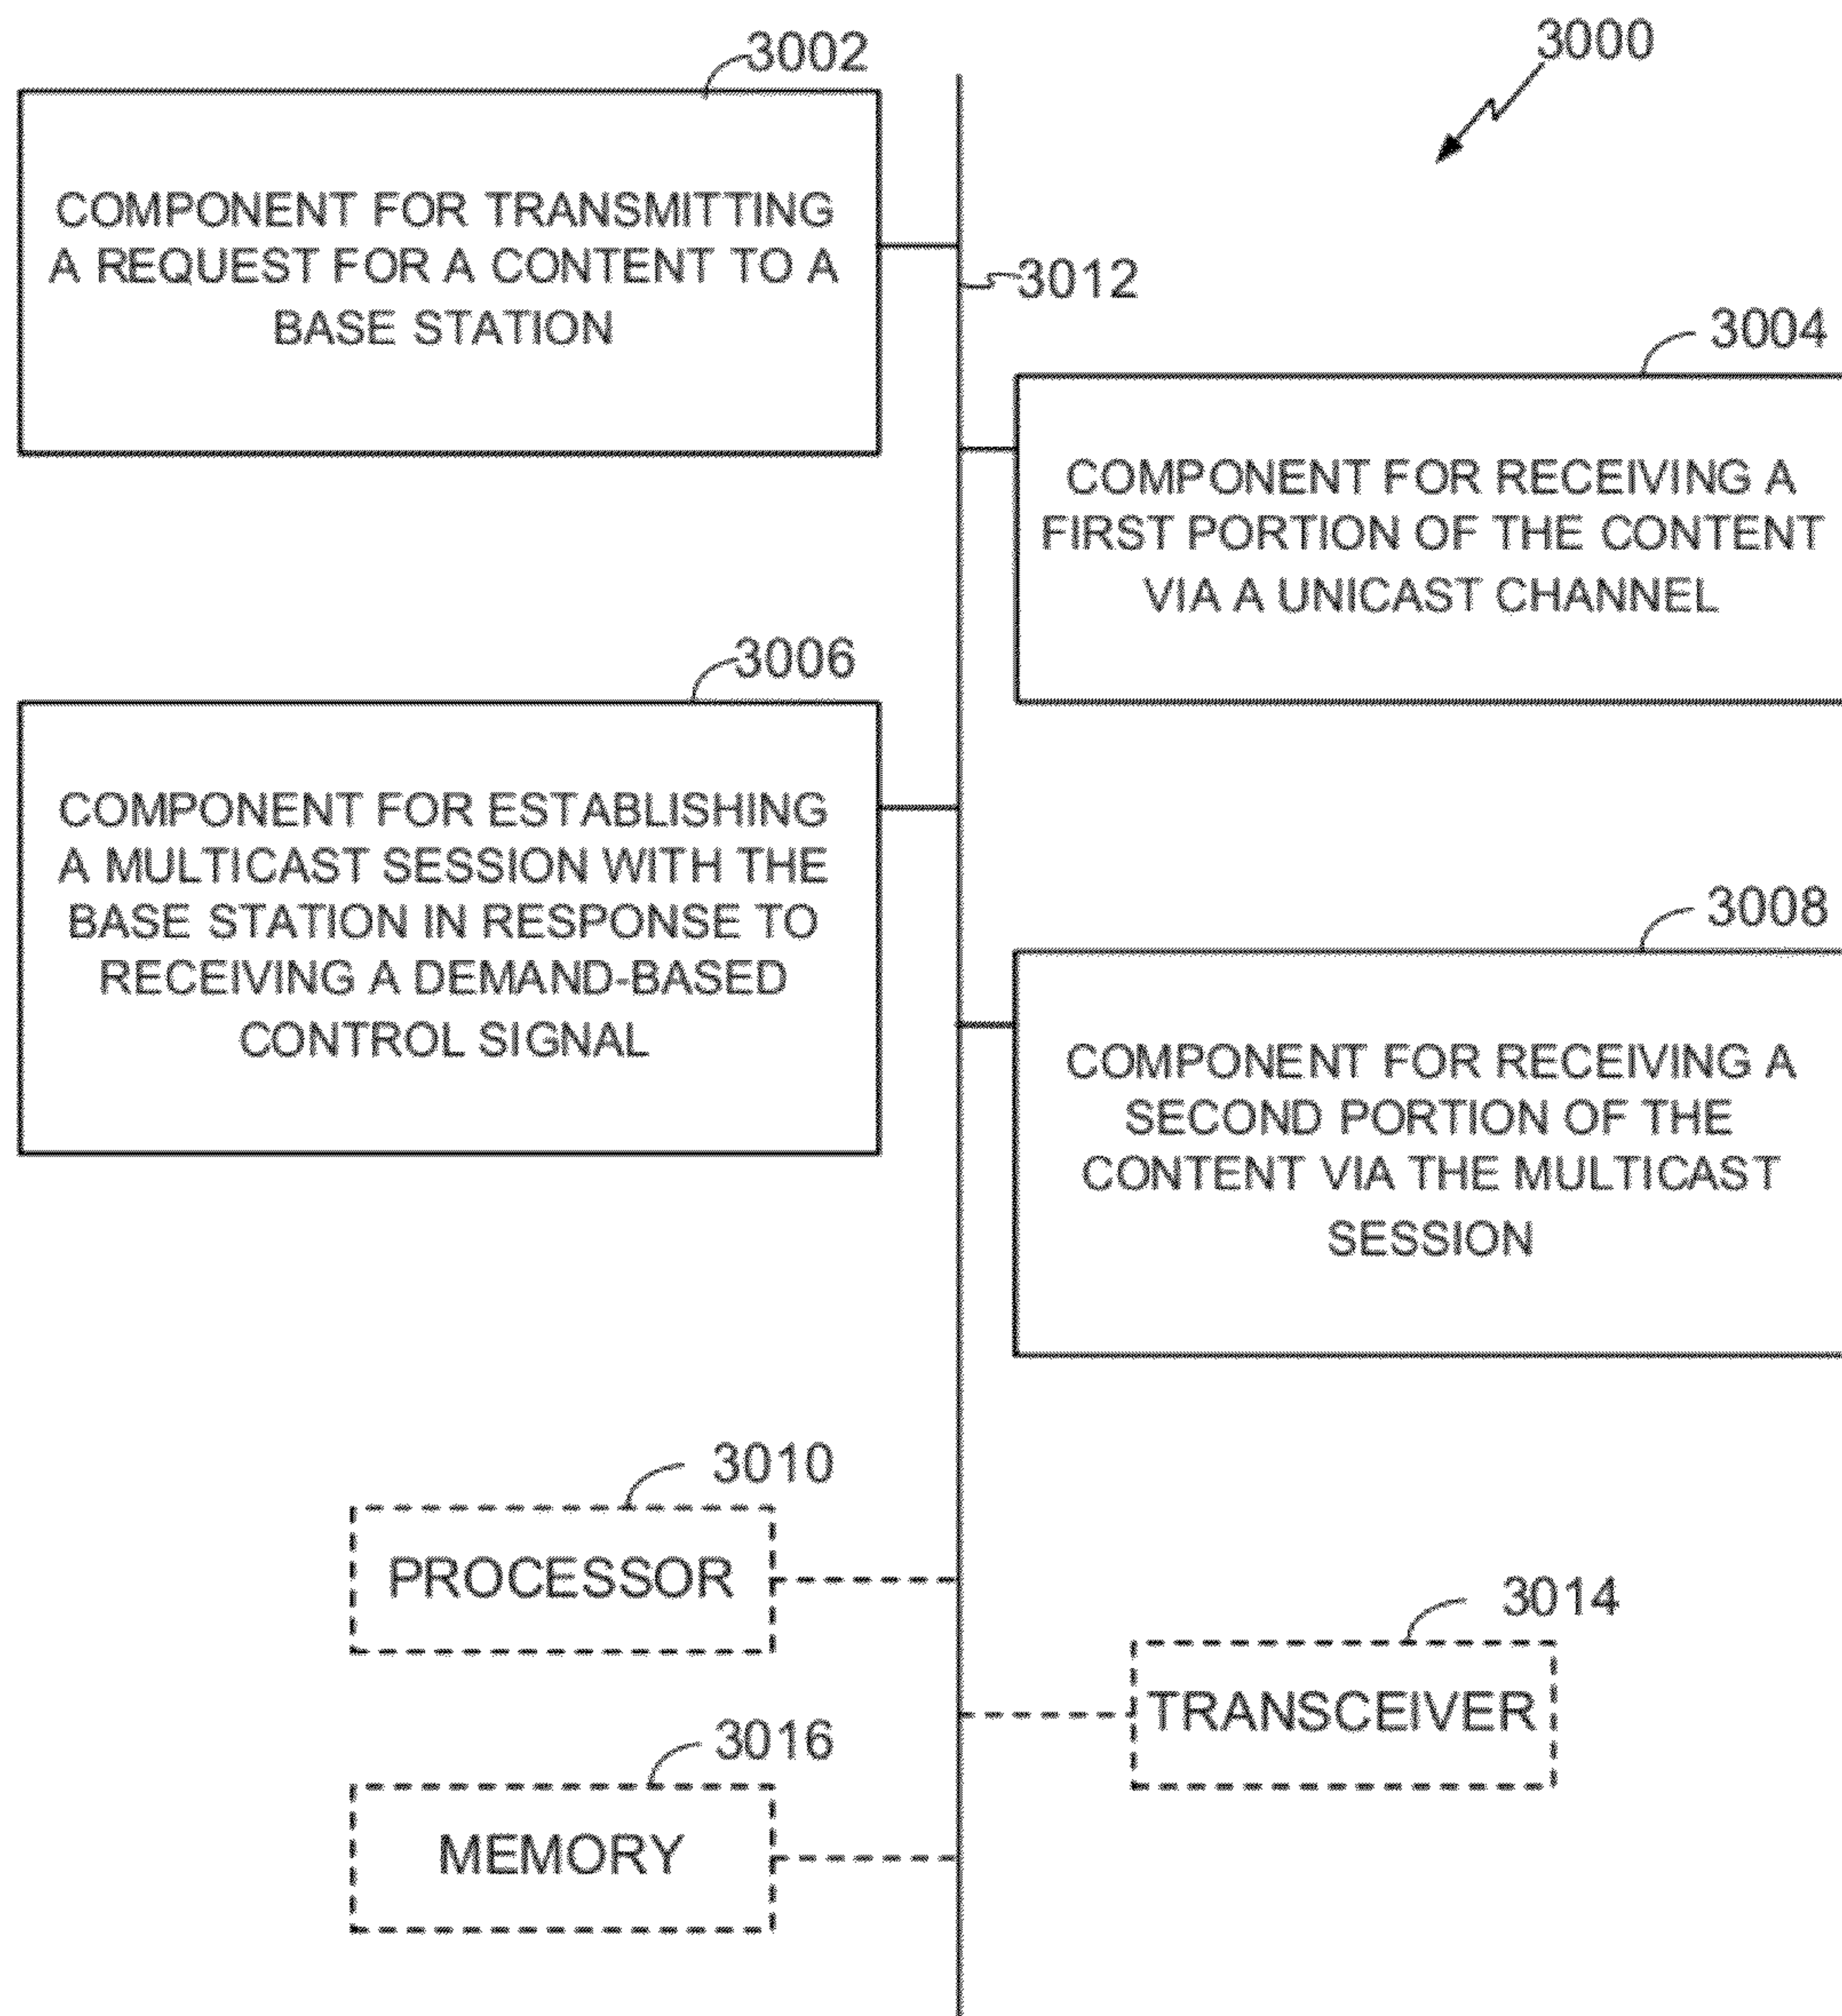 3002
3000
COMPONENT FOR TRANSMITTING
A REQUEST FOR A CONTENT TO A
BASE STATION
3012
3004
COMPONENT FOR RECEIVING A
FIRST PORTION OF THE CONTENT
VIA A UNICAST CHANNEL
3006
COMPONENT FOR ESTABLISHING
A MULTICAST SESSION WITH THE
BASE STATION IN RESPONSE TO
RECEIVING A DEMAND-BASED
CONTROL SIGNAL
3008
COMPONENT FOR RECEIVING A
SECOND PORTION OF THE
CONTENT VIA THE MULTICAST
SESSION
3010
PROCESSOR
3014
TRANSCEIVER
3016
MEMORY